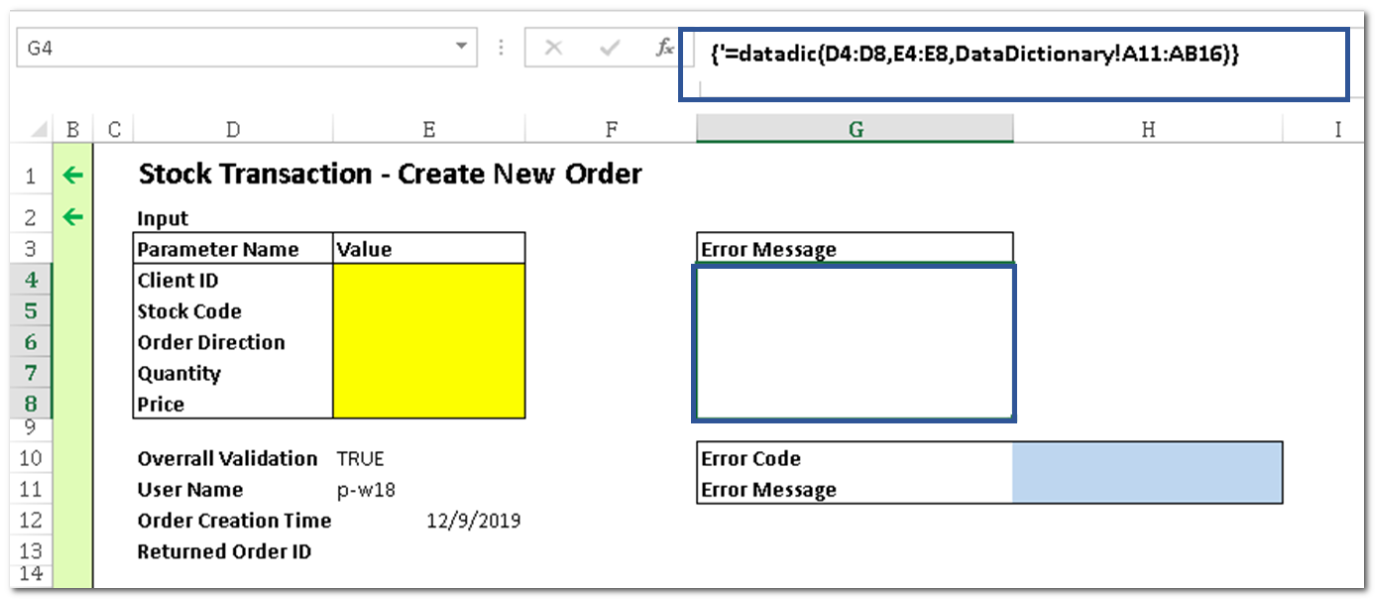 G4 fx {'=datadic(D4:D8,E4:E8,DataDictionary!A11:AB16)}
B C D E F G H I
1 Stock Transaction - Create New Order
2 Input
3 Parameter Name Value Error Message
4 Client ID
5 Stock Code
6 Order Direction
7 Quantity
8 Price
9
10 Overrall Validation TRUE Error Code
11 User Name p-w18 Error Message
12 Order Creation Time 12/9/2019
13 Returned Order ID
14